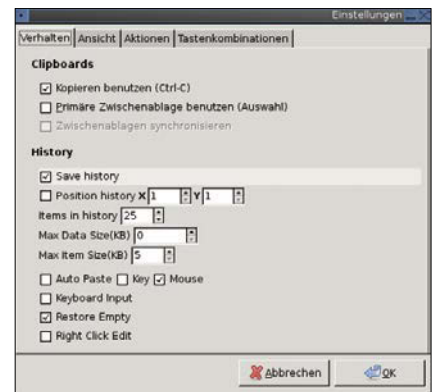 Einstellungen
Verhalten Ansicht Aktionen Tastenkombinationen
Clipboards
Kopieren benutzen (Ctrl-C)
Primäre Zwischenablage benutzen (Auswahl)
Zwischenablagen synchronisieren
History
Save history
Position history X 1 Y 1
Items in history 25
Max Data Size(KB) 0
Max Item Size(KB) 5
Auto Paste Key Mouse
Keyboard Input
Restore Empty
Right Click Edit
Abbrechen OK